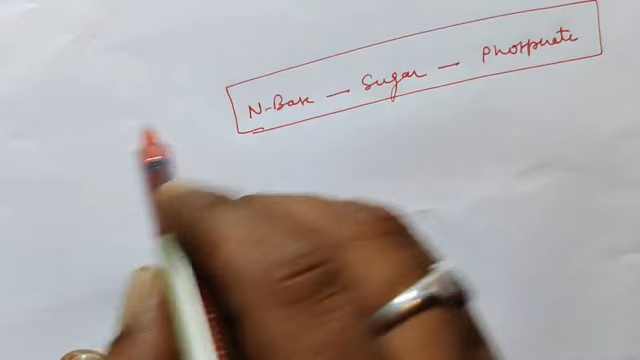 N-Base — Sugar — Phosphate